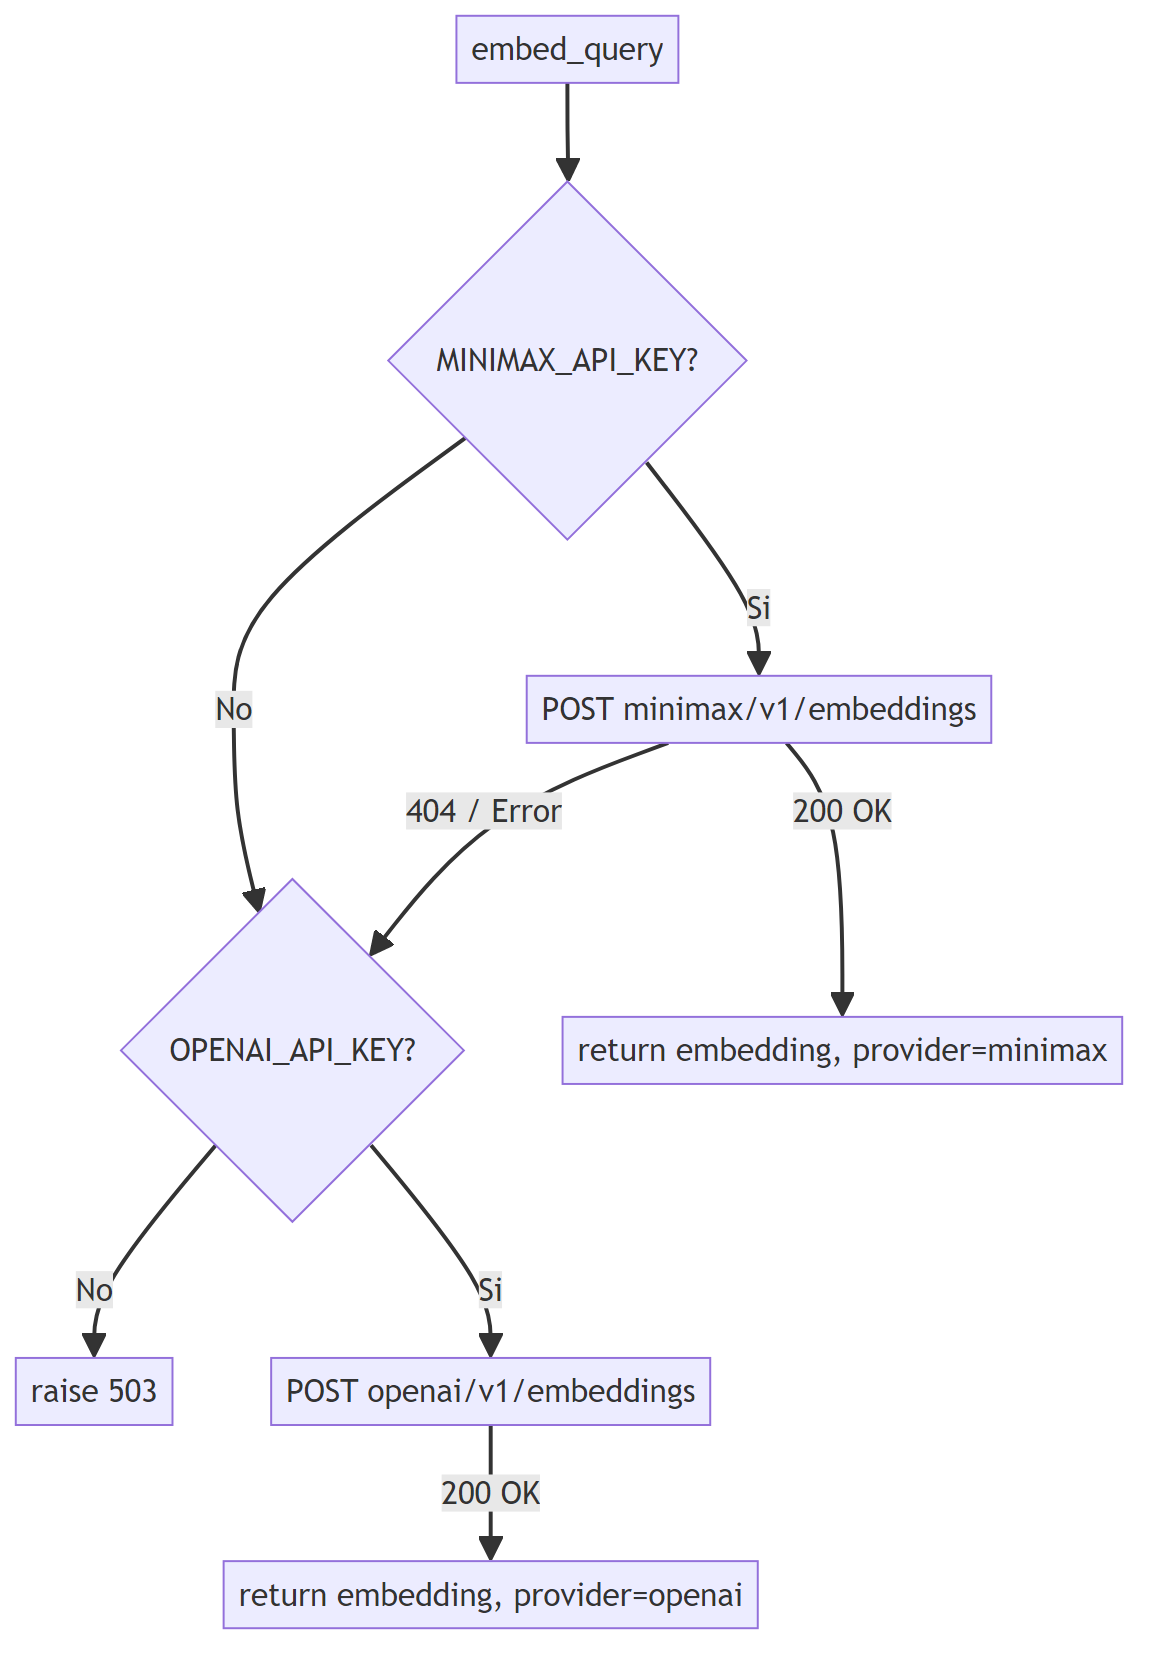 embed_query
MINIMAX_API_KEY?
Si
No
POST minimax/v1/embeddings
404 / Error
200 OK
OPENAI_API_KEY?
return embedding, provider=minimax
No
Si
raise 503
POST openai/v1/embeddings
200 OK
return embedding, provider=openai